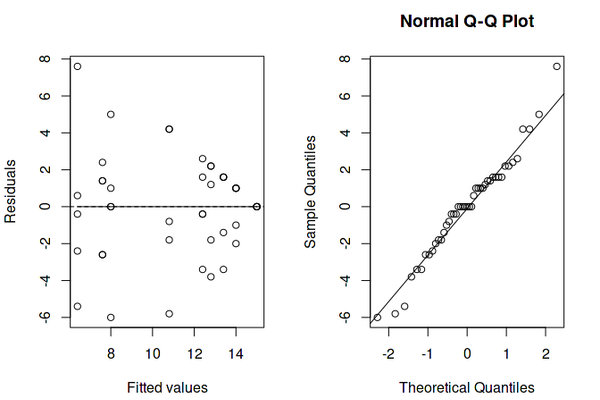 Normal Q-Q Plot
Residuals
8
6
4
2
0
-2
-4
-6
8 10 12 14
Fitted values
Sample Quantiles
8
6
4
2
0
-2
-4
-6
-2 -1 0 1 2
Theoretical Quantiles